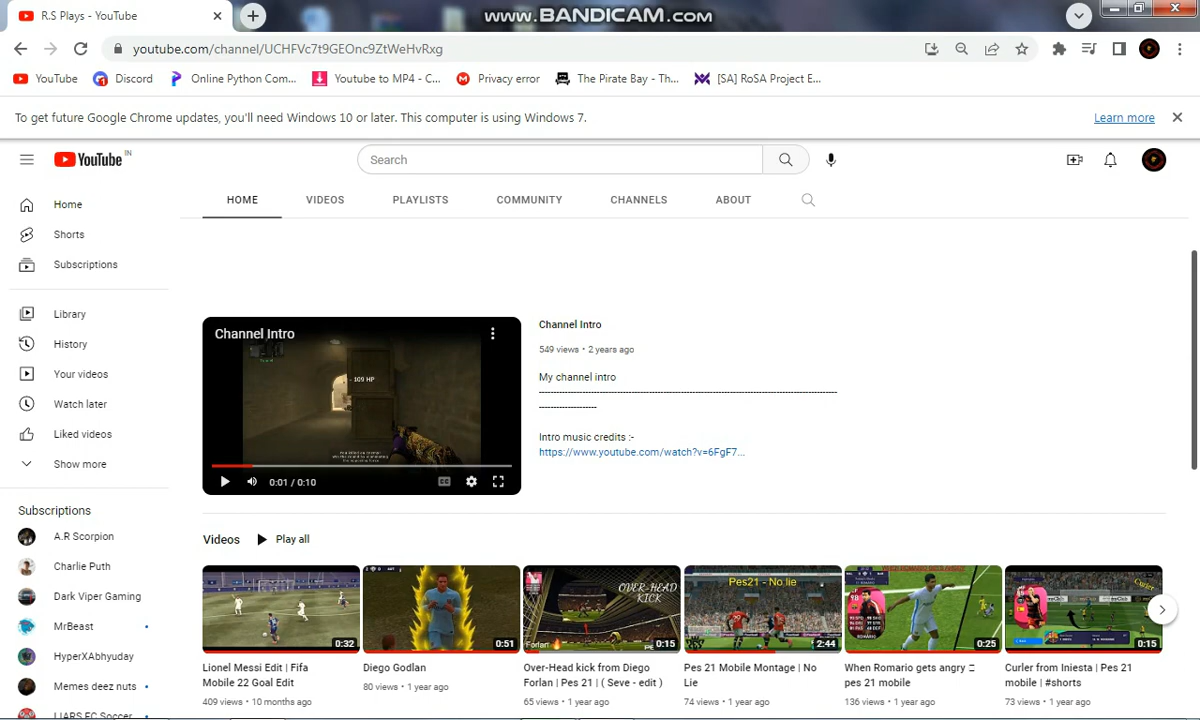 R.S Plays - YouTube
www.BANDICAM.com
youtube.com/channel/UCHFVc7t9GEOnc9ZtWeHvRxg
YouTube
Discord
Online Python Com...
Youtube to MP4 - C...
Privacy error
The Pirate Bay - Th...
[SA] RoSA Project E...
To get future Google Chrome updates, you'll need Windows 10 or later. This computer is using Windows 7.
Learn more
YouTube IN
Search
HOME
VIDEOS
PLAYLISTS
COMMUNITY
CHANNELS
ABOUT
Home
Shorts
Subscriptions
Library
History
Your videos
Watch later
Liked videos
Show more
Subscriptions
A.R Scorpion
Charlie Puth
Dark Viper Gaming
MrBeast
HyperXAbhyuday
Memes deez nuts
LIARS FC Soccer
Channel Intro
- 109 HP
0:01 / 0:10
Channel Intro
549 views • 2 years ago
My channel intro
Intro music credits :-
https://www.youtube.com/watch?v=6FgF7...
Videos
Play all
0:32
Lionel Messi Edit | Fifa
Mobile 22 Goal Edit
409 views • 10 months ago
0:51
Diego Godlan
80 views • 1 year ago
OVER-HEAD
KICK
Forlan
0:15
Over-Head kick from Diego
Forlan | Pes 21 | ( Seve - edit )
65 views • 1 year ago
Pes21 - No lie
2:44
Pes 21 Mobile Montage | No
Lie
74 views • 1 year ago
98
0:25
When Romario gets angry
pes 21 mobile
136 views • 1 year ago
Curler
0:15
Curler from Iniesta | Pes 21
mobile | #shorts
73 views • 1 year ago